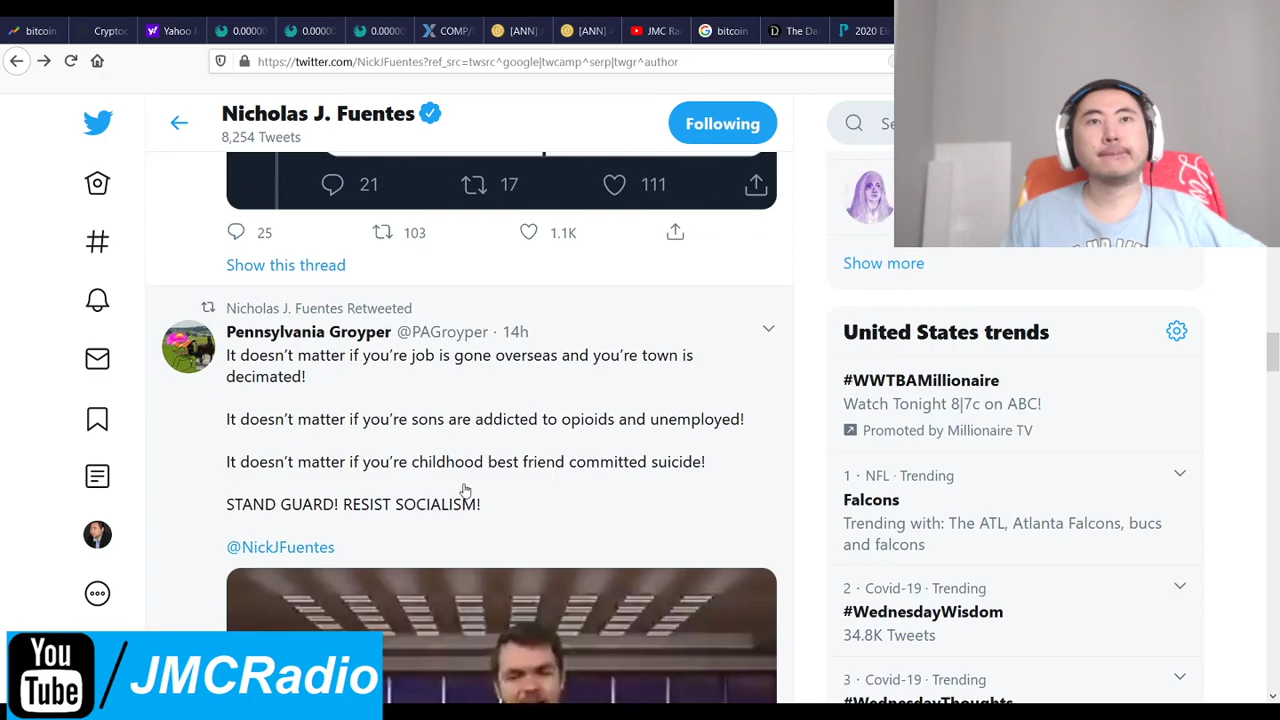 bitcoin
Crypto
Yahoo
0.00000
0.00000
0.00000
COMP/
[ANN]
[ANN]
JMC Ra
bitcoin
The Da
2020 El
https://twitter.com/NickJFuentes?ref_src=twsrc^google|twcamp^serp|twgr^author
Nicholas J. Fuentes
8,254 Tweets
Following
Se
21 17 111
25 103 1.1K
Show this thread
Nicholas J. Fuentes Retweeted
Pennsylvania Groyper @PAGroyper · 14h
It doesn’t matter if you’re job is gone overseas and you’re town is
decimated!
It doesn’t matter if you’re sons are addicted to opioids and unemployed!
It doesn’t matter if you’re childhood best friend committed suicide!
STAND GUARD! RESIST SOCIALISM!
@NickJFuentes
Show more
United States trends
#WWTBAMillionaire
Watch Tonight 8|7c on ABC!
Promoted by Millionaire TV
1 · NFL · Trending
Falcons
Trending with: The ATL, Atlanta Falcons, bucs
and falcons
2 · Covid-19 · Trending
#WednesdayWisdom
34.8K Tweets
3 · Covid-19 · Trending
#WednesdayThoughts
You
Tube
/JMCRadio